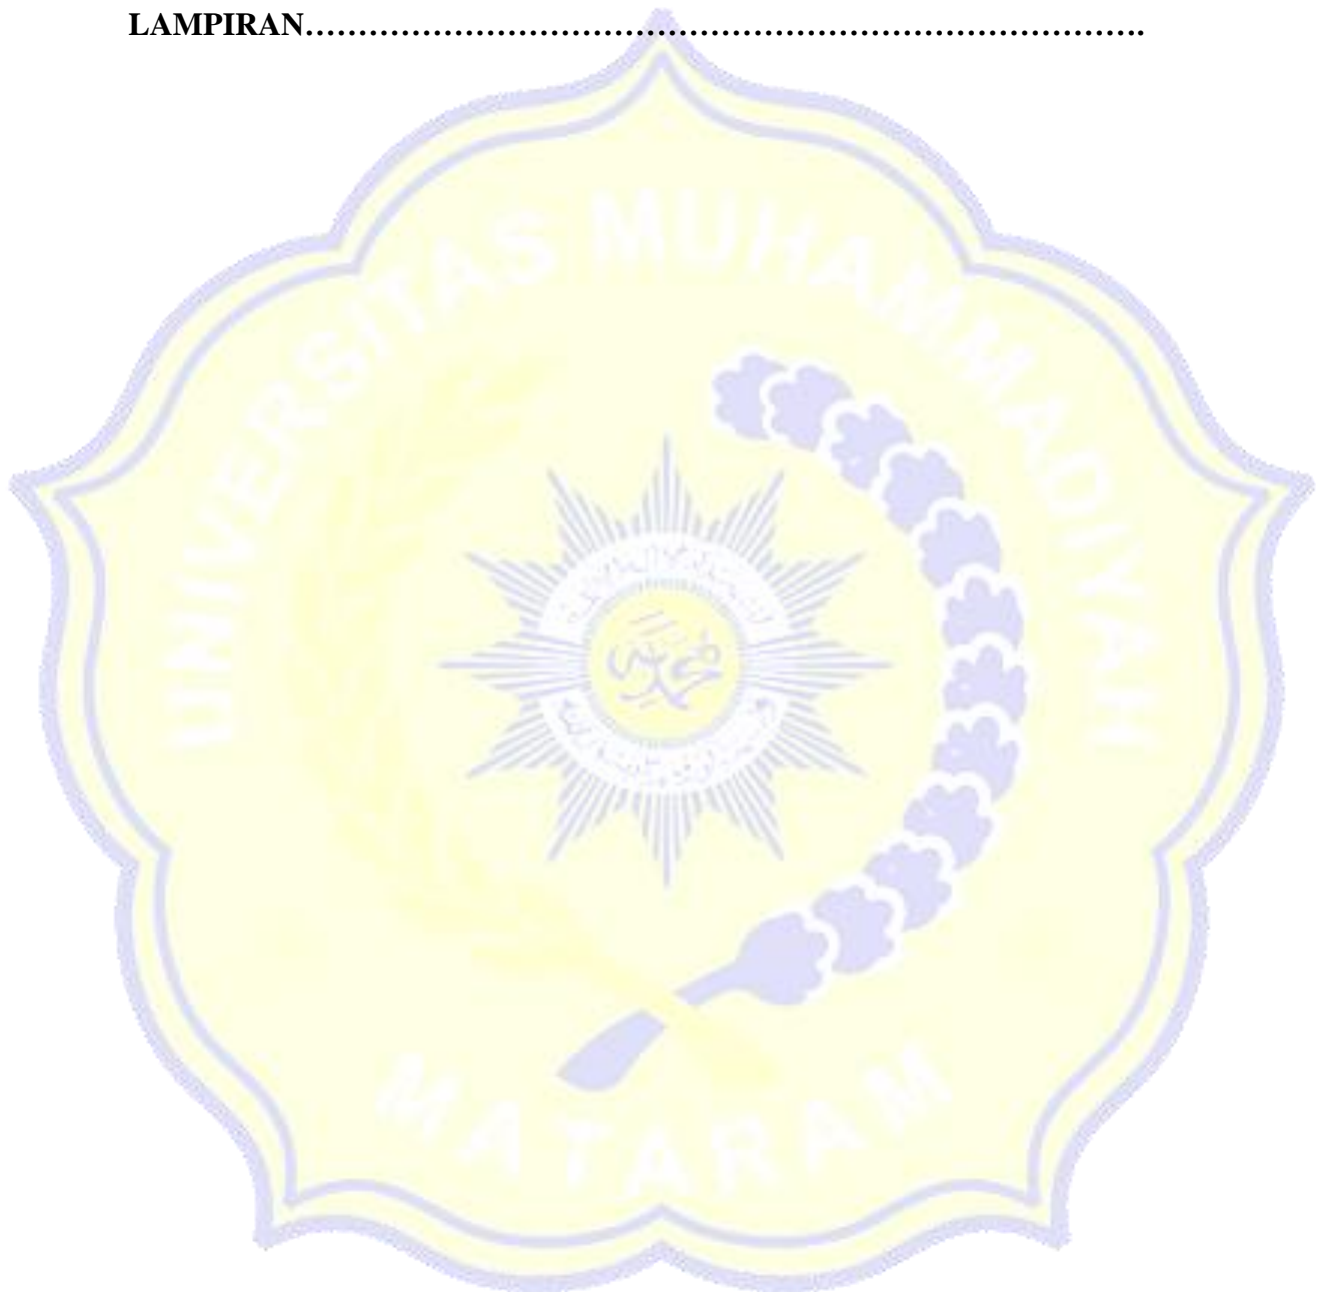 LAMPIRAN…………………………………………………………………….
UNIVERSITAS MUHAMMADIYAH
MATARAM